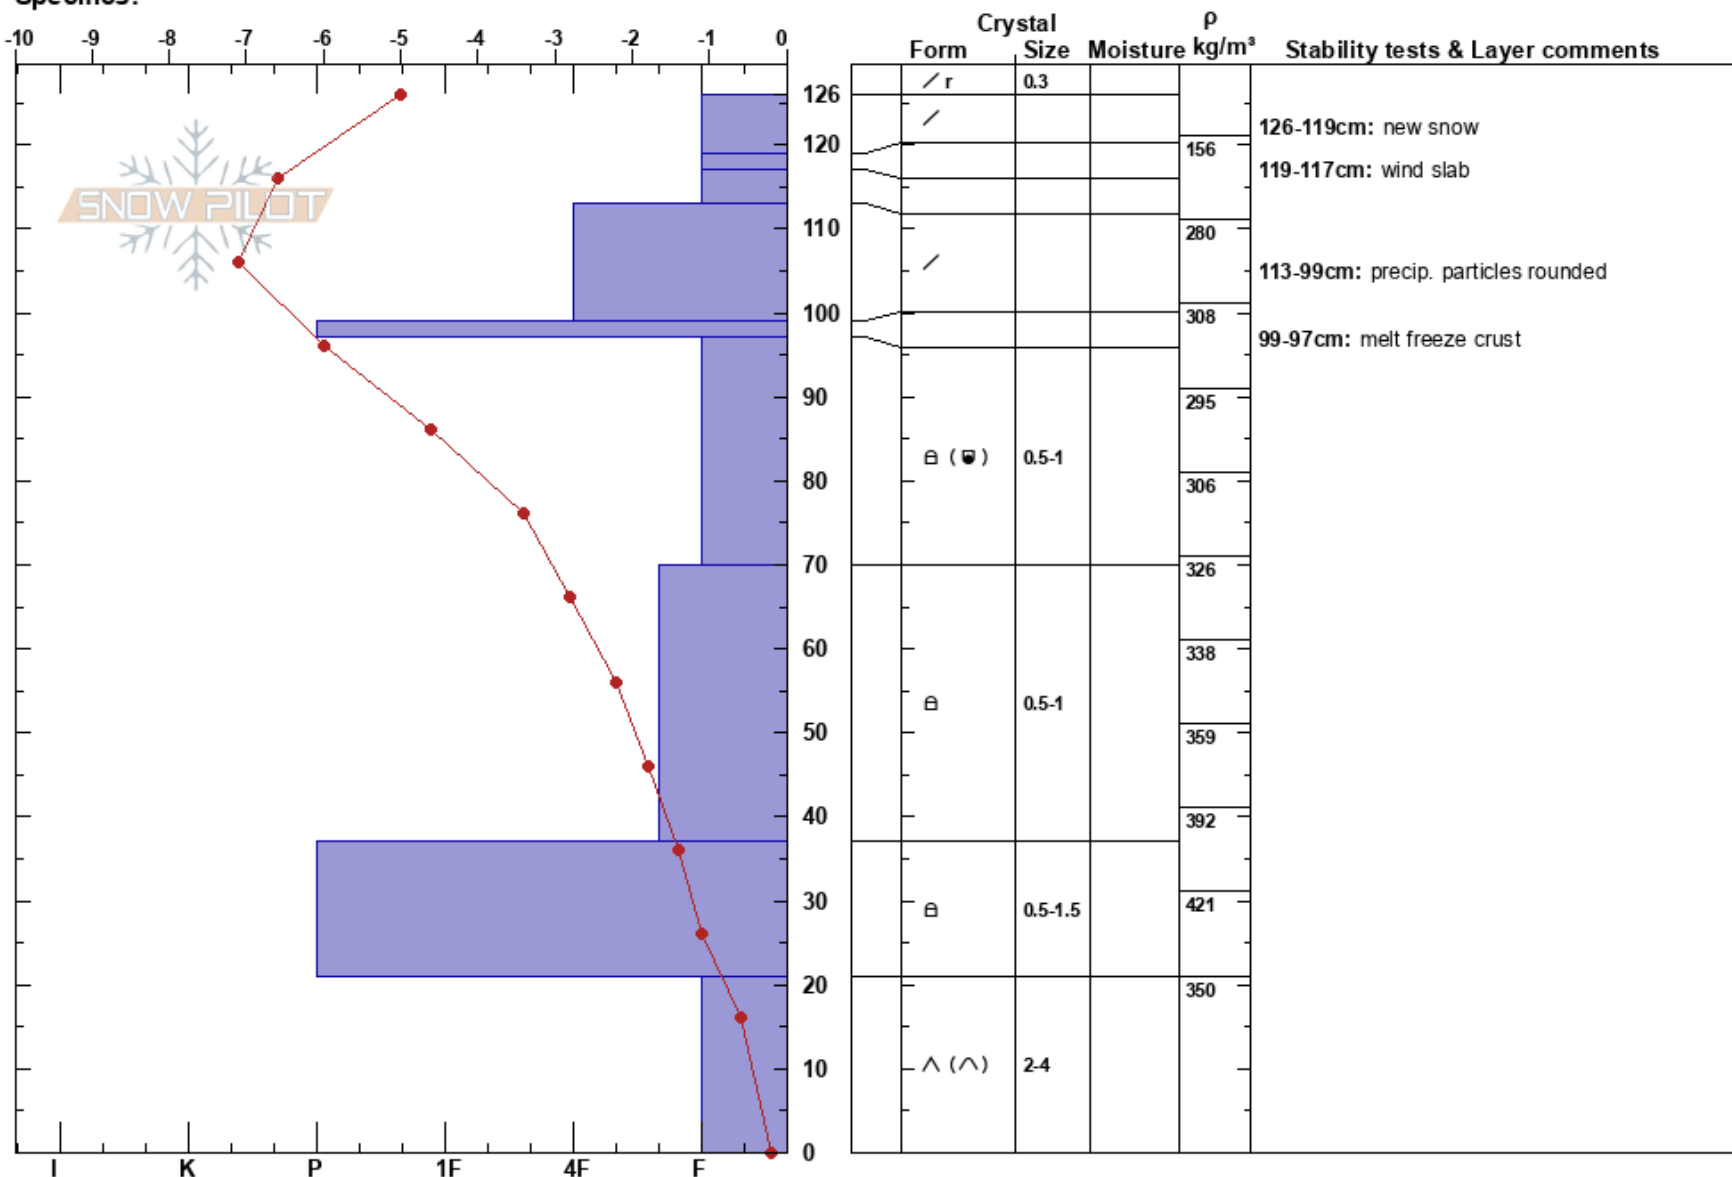 Specifics:
-10 -9 -8 -7 -6 -5 -4 -3 -2 -1 0
Crystal ρ
Form Size Moisture kg/m³ Stability tests & Layer comments
r 0.3
126
126-119cm: new snow
120 156
119-117cm: wind slab
SNOW PILOT
110 280
113-99cm: precip. particles rounded
100 308
99-97cm: melt freeze crust
90 295
( ) 0.5-1
80 306
70 326
60 338
0.5-1
50 359
40 392
30 0.5-1.5 421
20 350
10 ( ) 2-4
0
I K P 1F 4F F